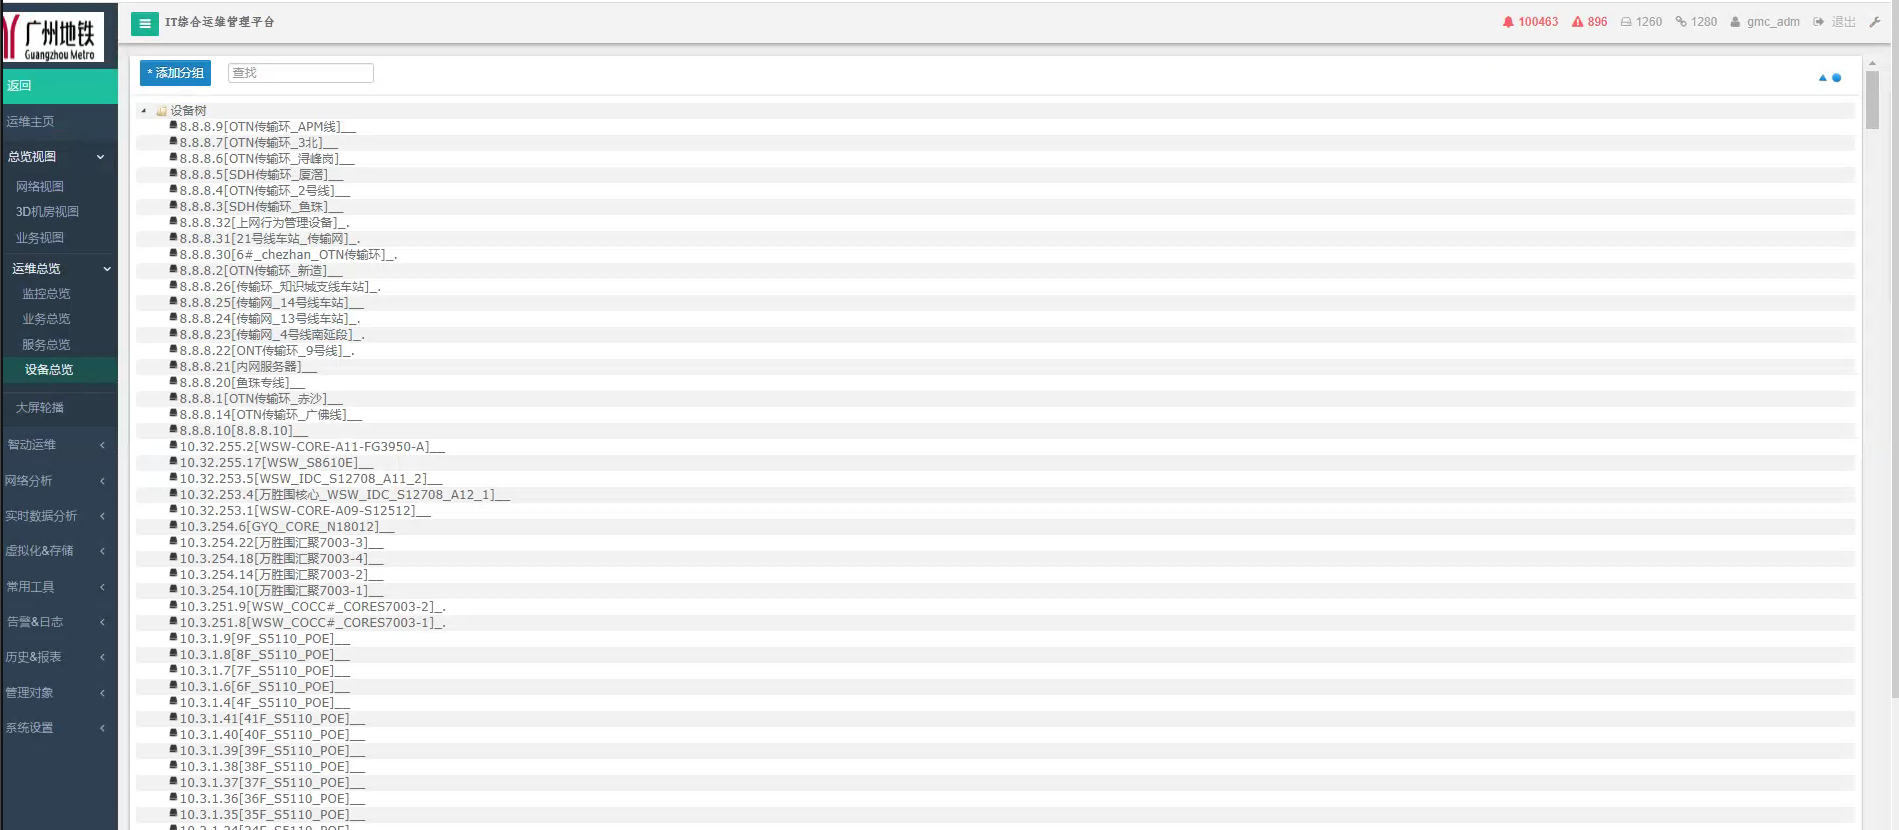 广州地铁
Guangzhou Metro
IT综合运维管理平台
100463 896 1260 1280 gmc_adm 退出
返回
运维主页
总览视图
网络视图
3D机房视图
业务视图
运维总览
监控总览
业务总览
服务总览
设备总览
大屏轮播
智动运维
网络分析
实时数据分析
虚拟化&存储
常用工具
告警&日志
历史&报表
管理对象
系统设置
* 添加分组 查找
设备树
8.8.8.9[OTN传输环_APM线]__
8.8.8.7[OTN传输环_3北]__
8.8.8.6[OTN传输环_浔峰岗]__
8.8.8.5[SDH传输环_厦滘]__
8.8.8.4[OTN传输环_2号线]__
8.8.8.3[SDH传输环_鱼珠]__
8.8.8.32[上网行为管理设备]_.
8.8.8.31[21号线车站_传输网]_.
8.8.8.30[6#_chezhan_OTN传输环]_.
8.8.8.2[OTN传输环_新造]__
8.8.8.26[传输环_知识城支线车站]_.
8.8.8.25[传输网_14号线车站]__
8.8.8.24[传输网_13号线车站]_.
8.8.8.23[传输网_4号线南延段]_.
8.8.8.22[ONT传输环_9号线]_.
8.8.8.21[内网服务器]__
8.8.8.20[鱼珠专线]__
8.8.8.1[OTN传输环_赤沙]__
8.8.8.14[OTN传输环_广佛线]__
8.8.8.10[8.8.8.10]__
10.32.255.2[WSW-CORE-A11-FG3950-A]__
10.32.255.17[WSW_S8610E]__
10.32.253.5[WSW_IDC_S12708_A11_2]__
10.32.253.4[万胜围核心_WSW_IDC_S12708_A12_1]__
10.32.253.1[WSW-CORE-A09-S12512]__
10.3.254.6[GYQ_CORE_N18012]__
10.3.254.22[万胜围汇聚7003-3]__
10.3.254.18[万胜围汇聚7003-4]__
10.3.254.14[万胜围汇聚7003-2]__
10.3.254.10[万胜围汇聚7003-1]__
10.3.251.9[WSW_COCC#_CORES7003-2]_.
10.3.251.8[WSW_COCC#_CORES7003-1]_.
10.3.1.9[9F_S5110_POE]__
10.3.1.8[8F_S5110_POE]__
10.3.1.7[7F_S5110_POE]__
10.3.1.6[6F_S5110_POE]__
10.3.1.4[4F_S5110_POE]__
10.3.1.41[41F_S5110_POE]__
10.3.1.40[40F_S5110_POE]__
10.3.1.39[39F_S5110_POE]__
10.3.1.38[38F_S5110_POE]__
10.3.1.37[37F_S5110_POE]__
10.3.1.36[36F_S5110_POE]__
10.3.1.35[35F_S5110_POE]__
10.3.1.34[34F_S5110_POE]